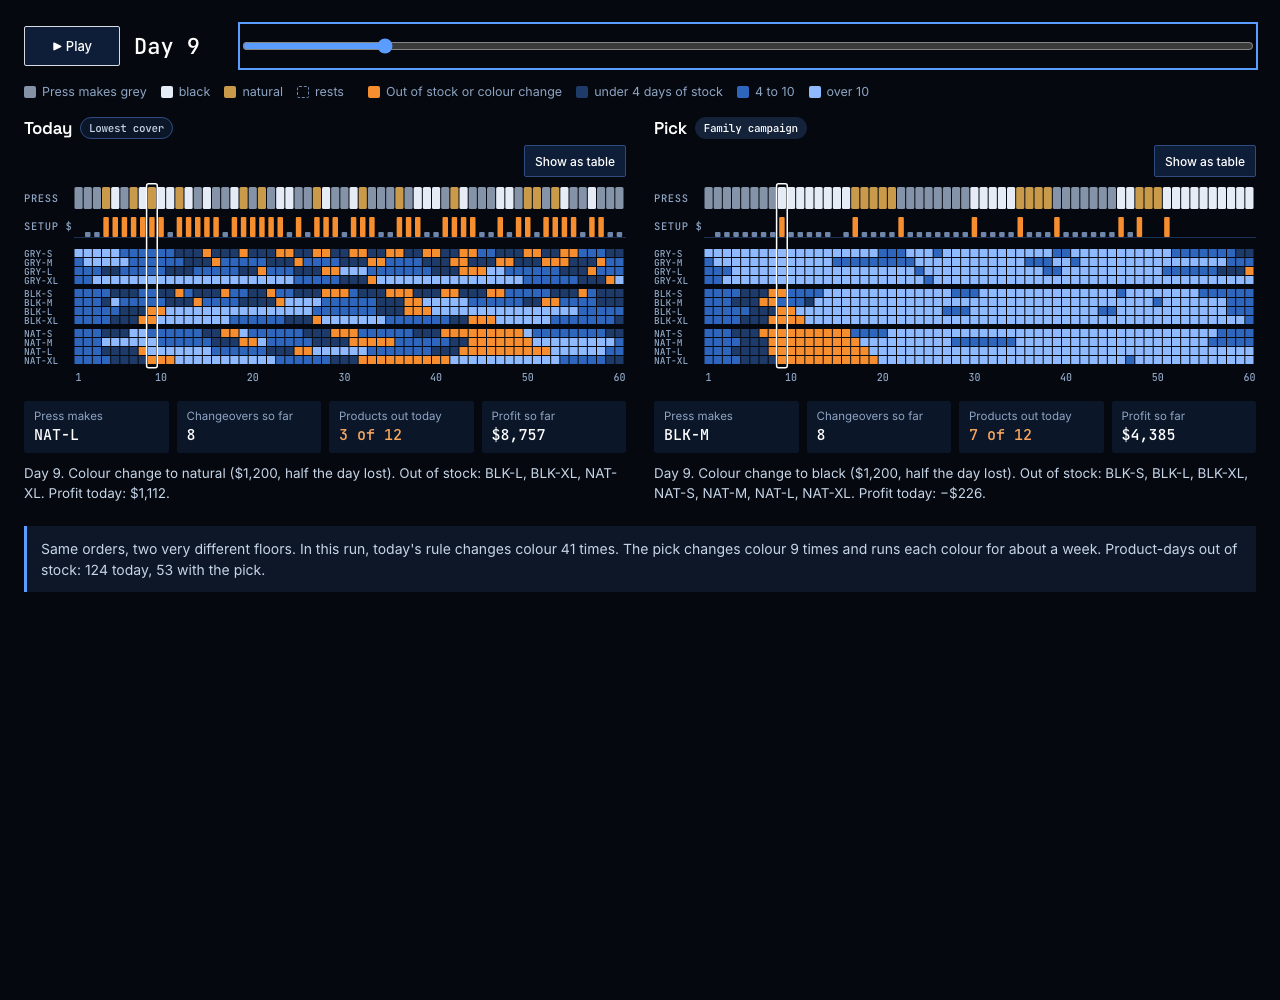 ▶ Play
Day 9
Press makes grey black natural rests Out of stock or colour change under 4 days of stock 4 to 10 over 10
Today Lowest cover
Show as table
PRESS
SETUP $
GRY-S
GRY-M
GRY-L
GRY-XL
BLK-S
BLK-M
BLK-L
BLK-XL
NAT-S
NAT-M
NAT-L
NAT-XL
1 10 20 30 40 50 60
Press makes
NAT-L
Changeovers so far
8
Products out today
3 of 12
Profit so far
$8,757
Day 9. Colour change to natural ($1,200, half the day lost). Out of stock: BLK-L, BLK-XL, NAT-
XL. Profit today: $1,112.
Pick Family campaign
Show as table
PRESS
SETUP $
GRY-S
GRY-M
GRY-L
GRY-XL
BLK-S
BLK-M
BLK-L
BLK-XL
NAT-S
NAT-M
NAT-L
NAT-XL
1 10 20 30 40 50 60
Press makes
BLK-M
Changeovers so far
8
Products out today
7 of 12
Profit so far
$4,385
Day 9. Colour change to black ($1,200, half the day lost). Out of stock: BLK-S, BLK-L, BLK-XL,
NAT-S, NAT-M, NAT-L, NAT-XL. Profit today: −$226.
Same orders, two very different floors. In this run, today's rule changes colour 41 times. The pick changes colour 9 times and runs each colour for about a week. Product-days out of
stock: 124 today, 53 with the pick.